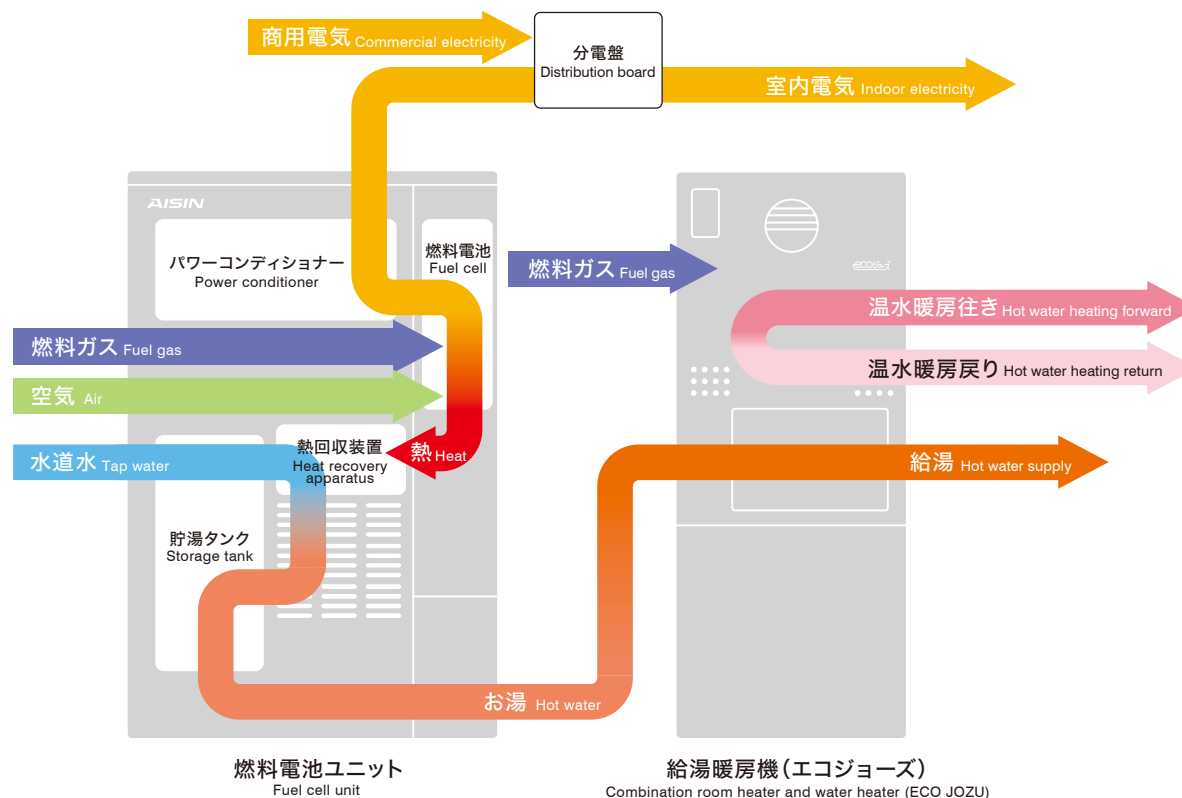 商用電気 Commercial electricity
分電盤
Distribution board
室内電気 Indoor electricity
AISIN
パワーコンディショナー
Power conditioner
燃料電池
Fuel cell
燃料ガス Fuel gas
空気 Air
水道水 Tap water
熱回収装置
Heat recovery
apparatus
熱 Heat
貯湯タンク
Storage tank
お湯 Hot water
燃料電池ユニット
Fuel cell unit
燃料ガス Fuel gas
エコジョーズ
温水暖房往き Hot water heating forward
温水暖房戻り Hot water heating return
給湯 Hot water supply
給湯暖房機(エコジョーズ)
Combination room heater and water heater (ECO JOZU)